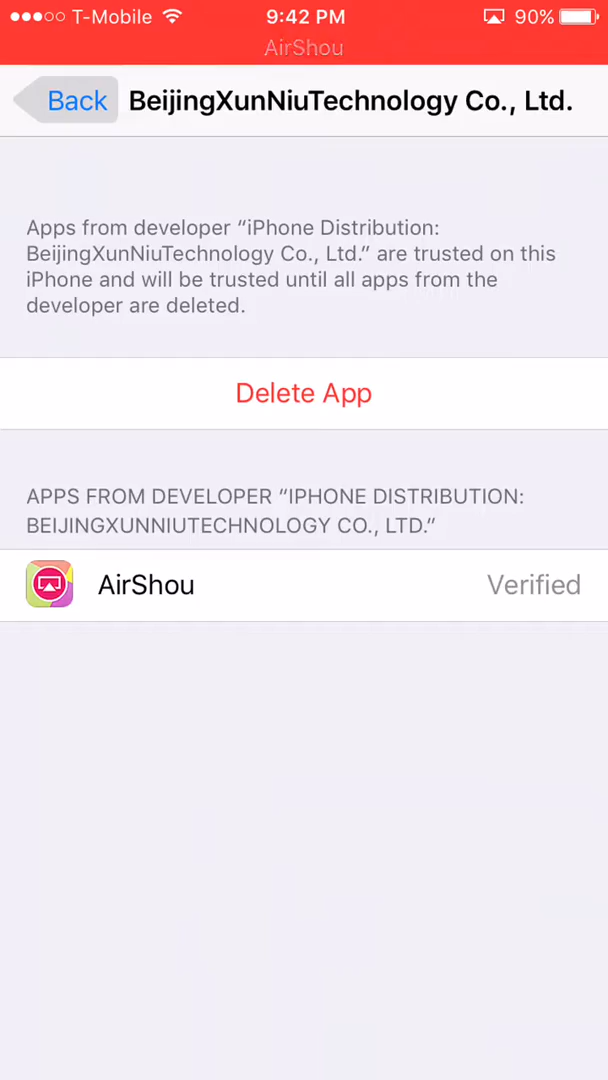 T-Mobile 9:42 PM 90%
AirShou
Back BeijingXunNiuTechnology Co., Ltd.
Apps from developer “iPhone Distribution:
BeijingXunNiuTechnology Co., Ltd.” are trusted on this
iPhone and will be trusted until all apps from the
developer are deleted.
Delete App
APPS FROM DEVELOPER “IPHONE DISTRIBUTION:
BEIJINGXUNNIUTECHNOLOGY CO., LTD.”
AirShou Verified